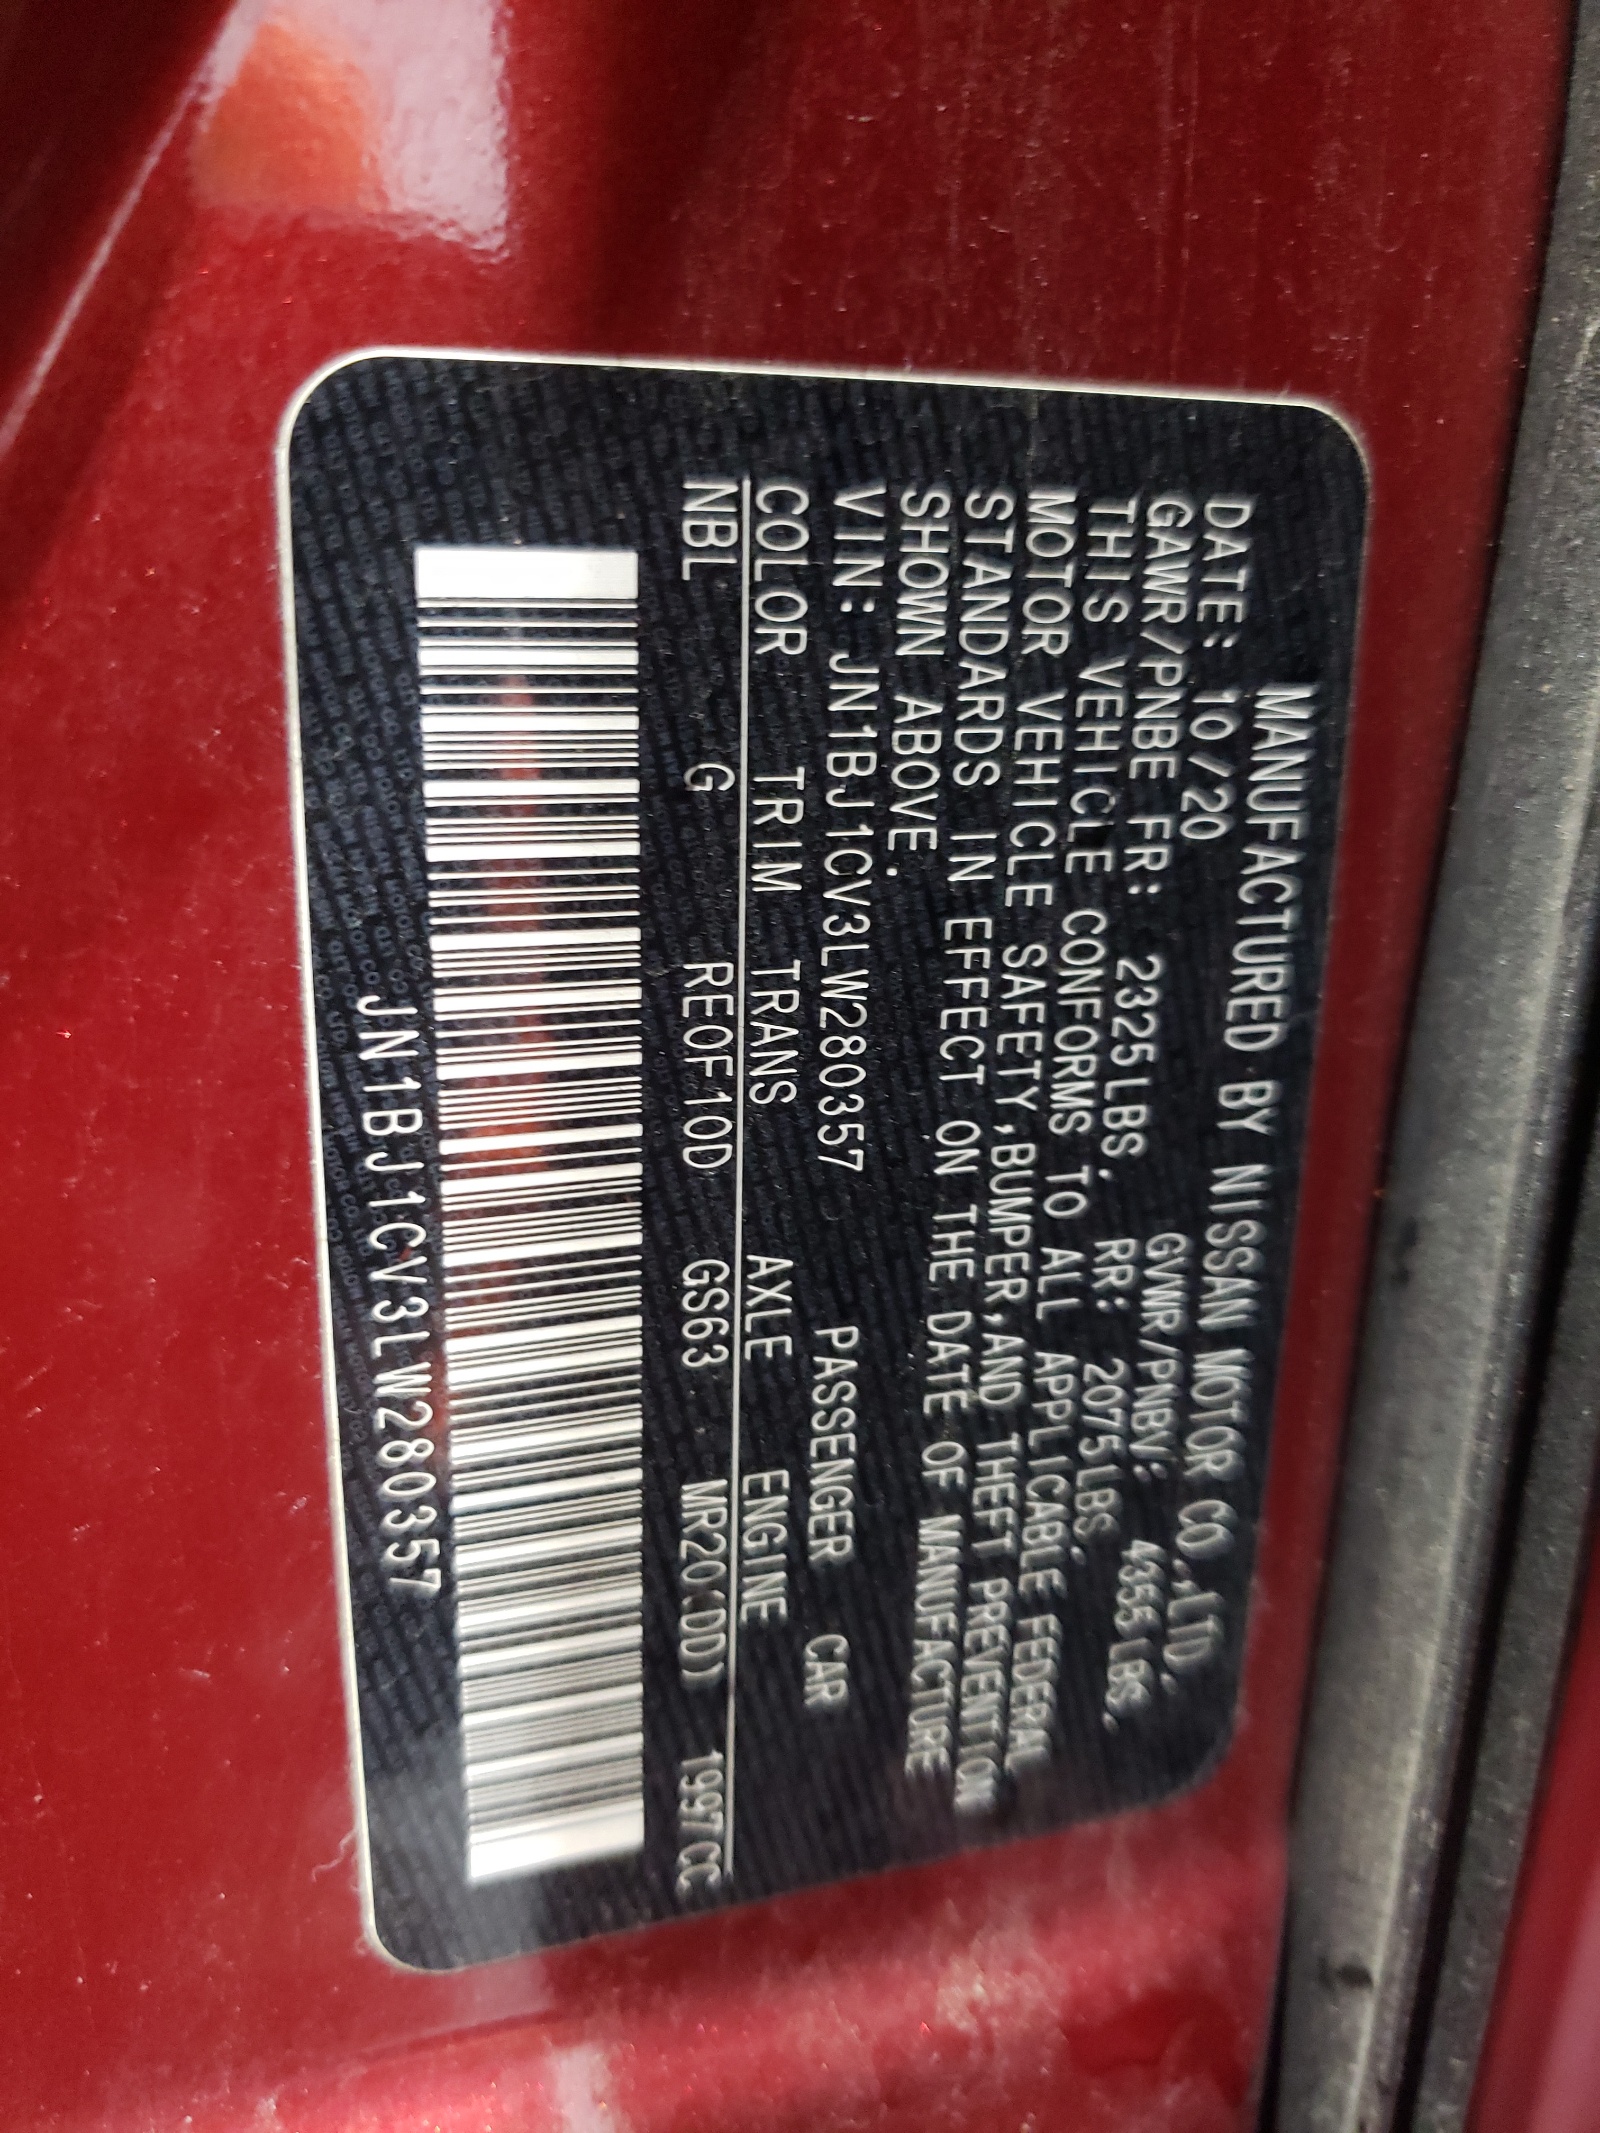 MANUFACTURED BY NISSAN MOTOR CO.,LTD.
DATE: 10/20 GVWR/PNBV: 4355LBS.
GAWR/PNBE FR: 2325LBS. RR: 2075LBS.
THIS VEHICLE CONFORMS TO ALL APPLICABLE FEDERAL
MOTOR VEHICLE SAFETY,BUMPER,AND THEFT PREVENTION
STANDARDS IN EFFECT ON THE DATE OF MANUFACTURE
SHOWN ABOVE.
VIN: JN1BJ1CV3LW280357 PASSENGER CAR
COLOR TRIM TRANS AXLE ENGINE
NBL G RE0F10D GS63 MR20(DD) 1997CC
JN1BJ1CV3LW280357